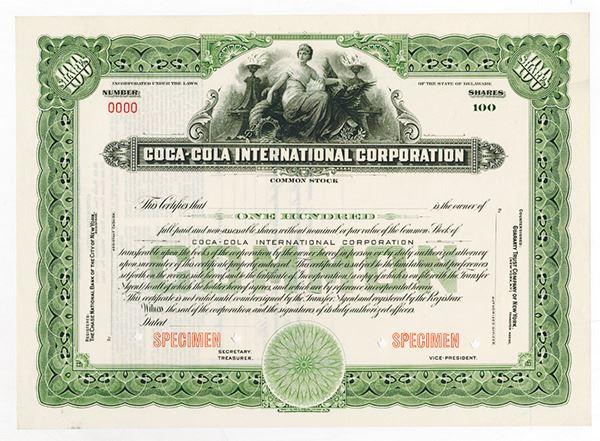 INCORPORATED UNDER THE LAWS
OF THE STATE OF DELAWARE
NUMBER:
0000
SHARES:
100
COCA-COLA INTERNATIONAL CORPORATION
COMMON STOCK
This Certifies that is the owner of
ONE HUNDRED
full-paid and non-assessable shares without nominal or par value of the Common Stock of
COCA-COLA INTERNATIONAL CORPORATION
transferable upon the books of the corporation by the owner hereof in person or by duly authorized attorney
upon surrender of this certificate properly endorsed. This certificate is subject to the limitations and powers
set forth on the reverse side hereof and in the Certificate of Incorporation, a copy of which is on file with the Transfer
Agent) to all of which the holder hereof agrees, and which are by reference incorporated herein.
This certificate is not valid until countersigned by the Transfer Agent and registered by the Registrar.
Witness the seal of the corporation and the signatures of its duly authorized officers.
Dated
SPECIMEN
SECRETARY.
TREASURER.
SPECIMEN
VICE-PRESIDENT.
REGISTERED:
THE CHASE NATIONAL BANK OF THE CITY OF NEW YORK,
By
COUNTERSIGNED:
GUARANTY TRUST COMPANY OF NEW YORK,
TRANSFER AGENT,
By
AUTHORIZED OFFICER.